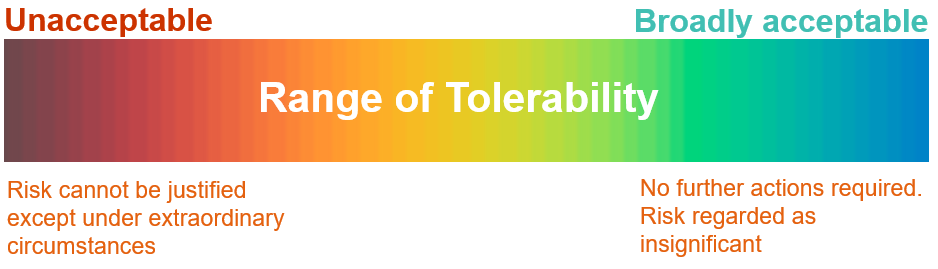 Unacceptable
Broadly acceptable
Range of Tolerability
Risk cannot be justified
except under extraordinary
circumstances
No further actions required.
Risk regarded as
insignificant